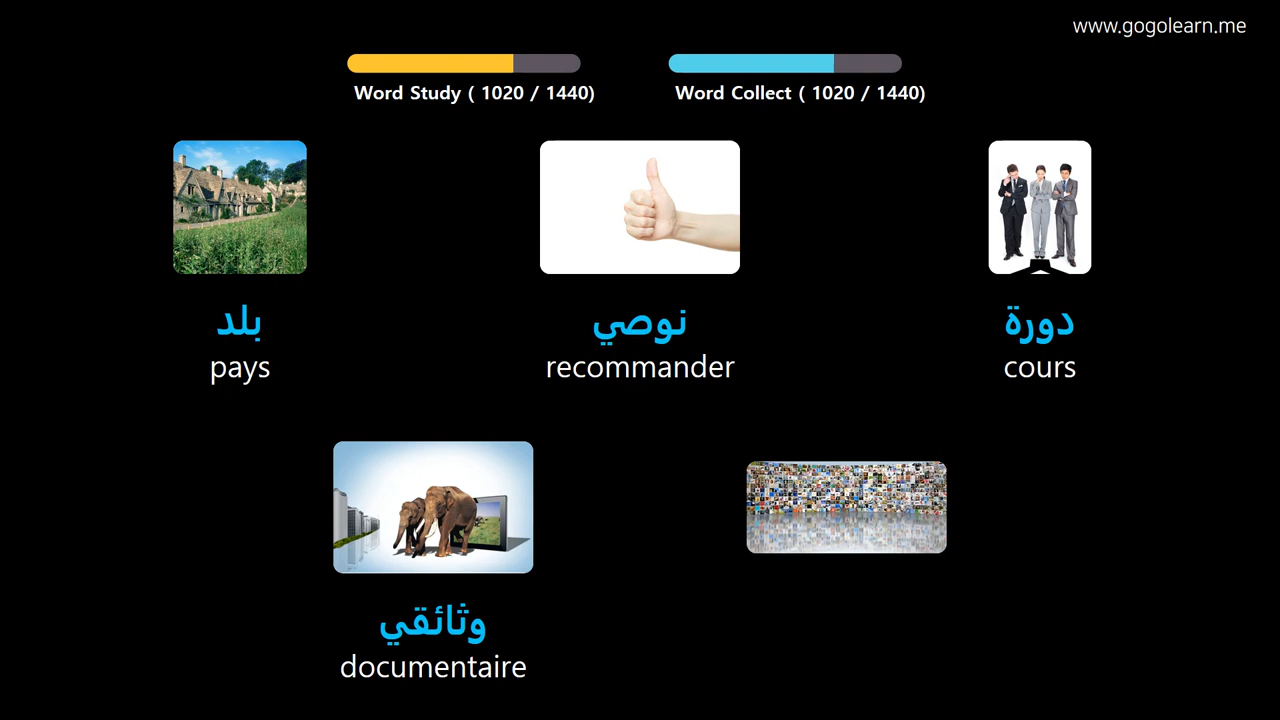 www.gogolearn.me
Word Study ( 1020 / 1440)
Word Collect ( 1020 / 1440)
بلد
pays
نوصي
recommander
دورة
cours
وثائقي
documentaire